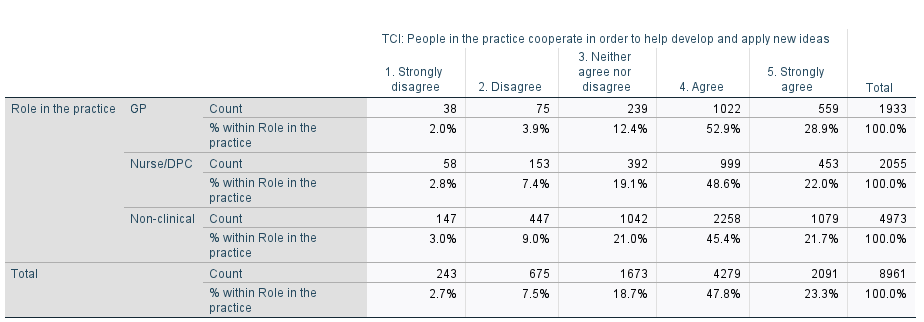 TCI: People in the practice cooperate in order to help develop and apply new ideas
1. Strongly disagree 2. Disagree 3. Neither agree nor disagree 4. Agree 5. Strongly agree Total
Role in the practice GP Count 38 75 239 1022 559 1933
% within Role in the practice 2.0% 3.9% 12.4% 52.9% 28.9% 100.0%
Nurse/DPC Count 58 153 392 999 453 2055
% within Role in the practice 2.8% 7.4% 19.1% 48.6% 22.0% 100.0%
Non-clinical Count 147 447 1042 2258 1079 4973
% within Role in the practice 3.0% 9.0% 21.0% 45.4% 21.7% 100.0%
Total Count 243 675 1673 4279 2091 8961
% within Role in the practice 2.7% 7.5% 18.7% 47.8% 23.3% 100.0%